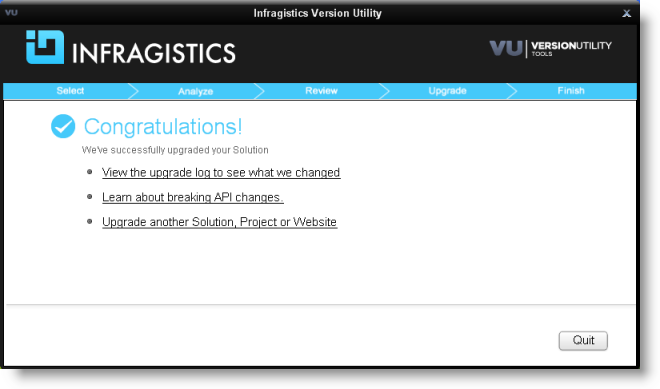 VU Infragistics Version Utility X
INFRAGISTICS
VU VERSIONUTILITY
TOOLS
Select Analyze Review Upgrade Finish
Congratulations!
We've successfully upgraded your Solution
View the upgrade log to see what we changed
Learn about breaking API changes.
Upgrade another Solution, Project or Website
Quit